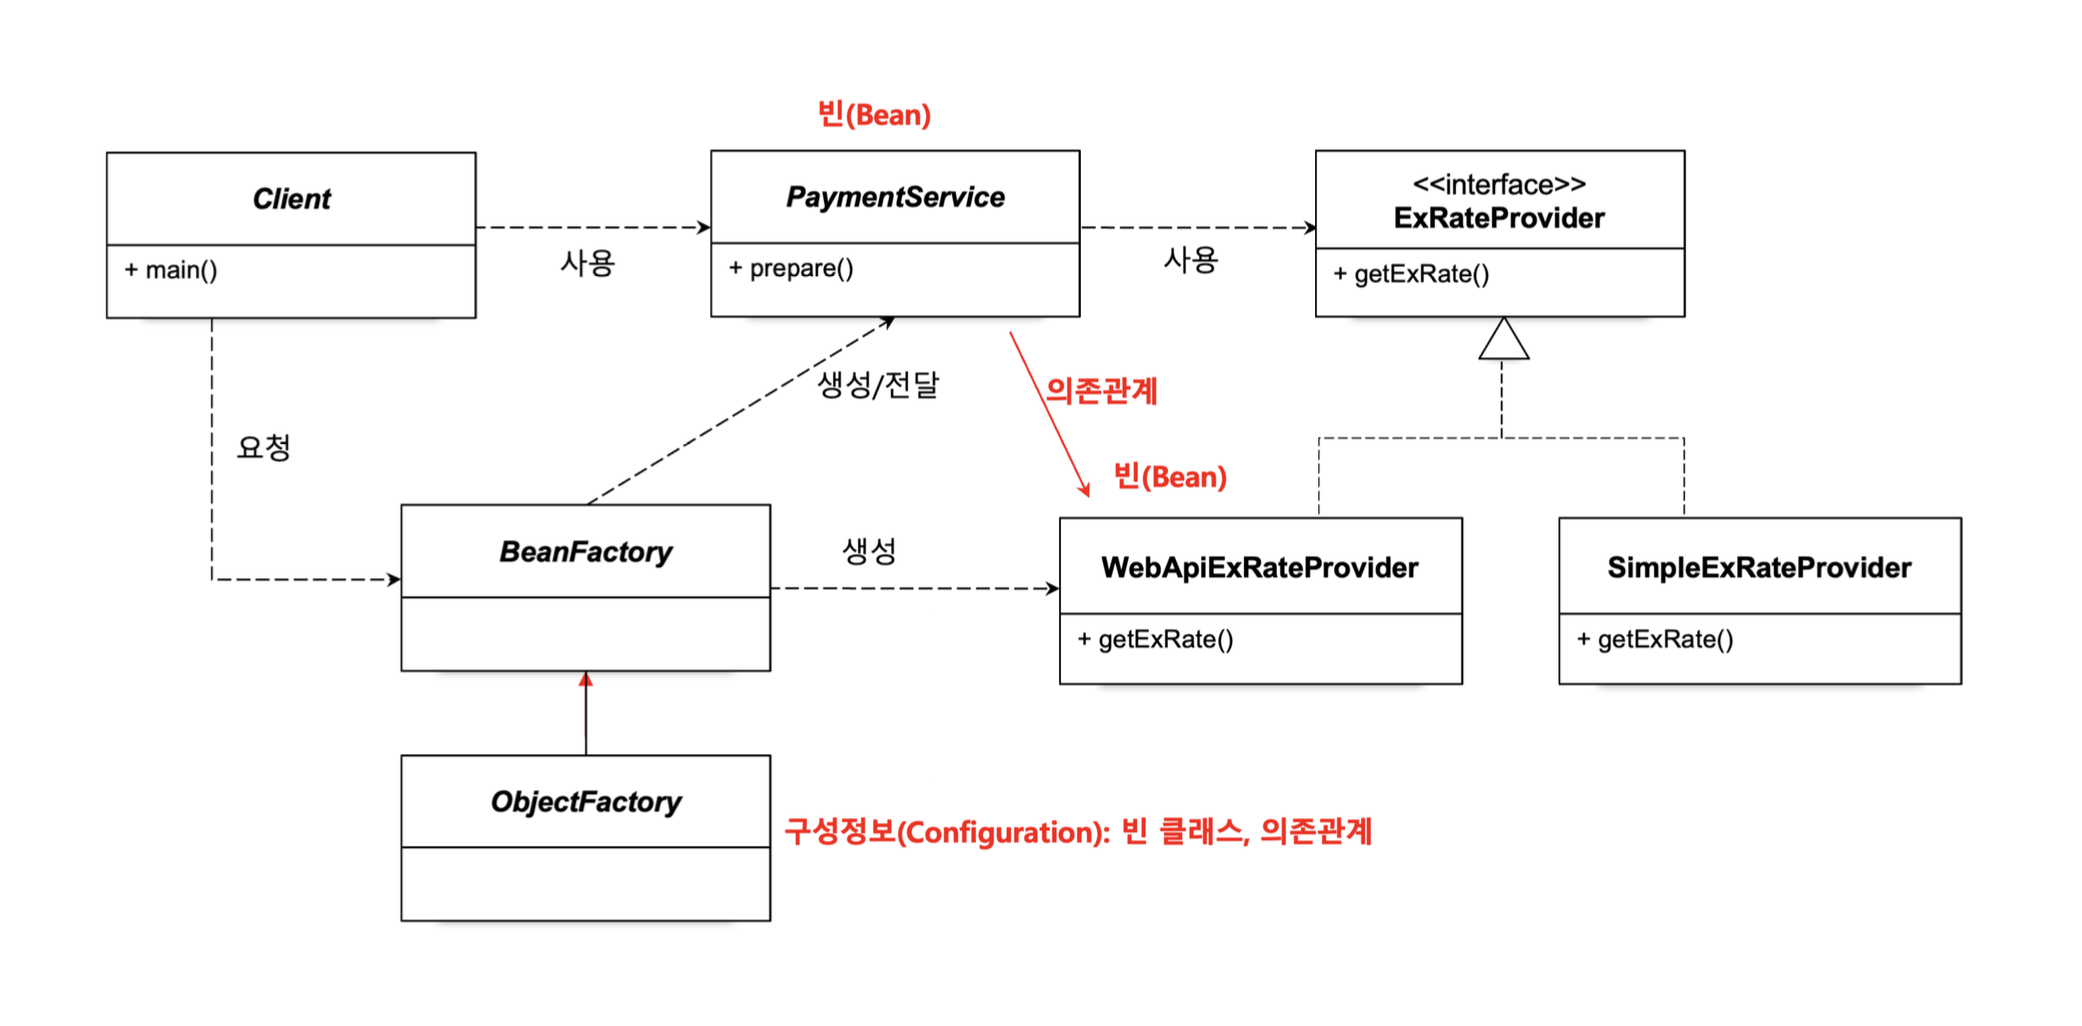 빈(Bean)
Client
+ main()
사용
PaymentService
+ prepare()
사용
<<interface>>
ExRateProvider
+ getExRate()
생성/전달
의존관계
요청
빈(Bean)
BeanFactory
생성
WebApiExRateProvider
+ getExRate()
SimpleExRateProvider
+ getExRate()
ObjectFactory
구성정보(Configuration): 빈 클래스, 의존관계